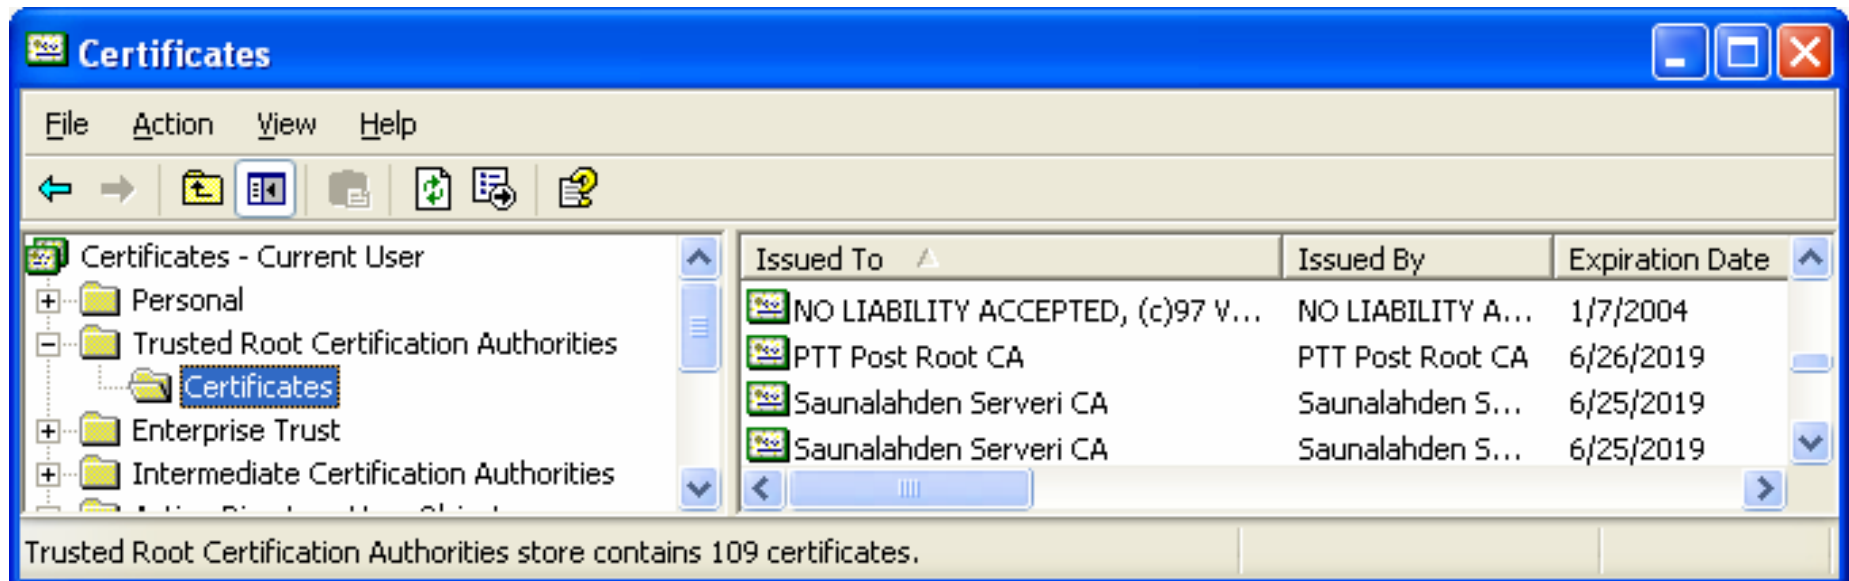 Certificates
File Action View Help
Certificates - Current User
Personal
Trusted Root Certification Authorities
Certificates
Enterprise Trust
Intermediate Certification Authorities
Issued To Issued By Expiration Date
NO LIABILITY ACCEPTED, (c)97 V... NO LIABILITY A... 1/7/2004
PTT Post Root CA PTT Post Root CA 6/26/2019
Saunalahden Serveri CA Saunalahden S... 6/25/2019
Saunalahden Serveri CA Saunalahden S... 6/25/2019
Trusted Root Certification Authorities store contains 109 certificates.